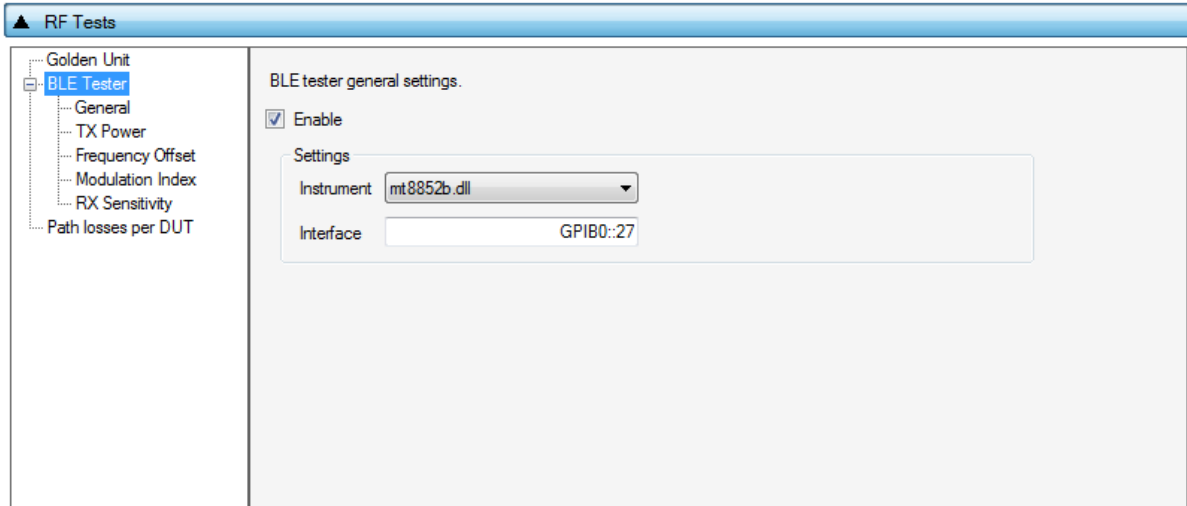 RF Tests
Golden Unit
BLE Tester
General
TX Power
Frequency Offset
Modulation Index
RX Sensitivity
Path losses per DUT
BLE tester general settings.
Enable
Settings
Instrument mt8852b.dll
Interface GPIB0::27